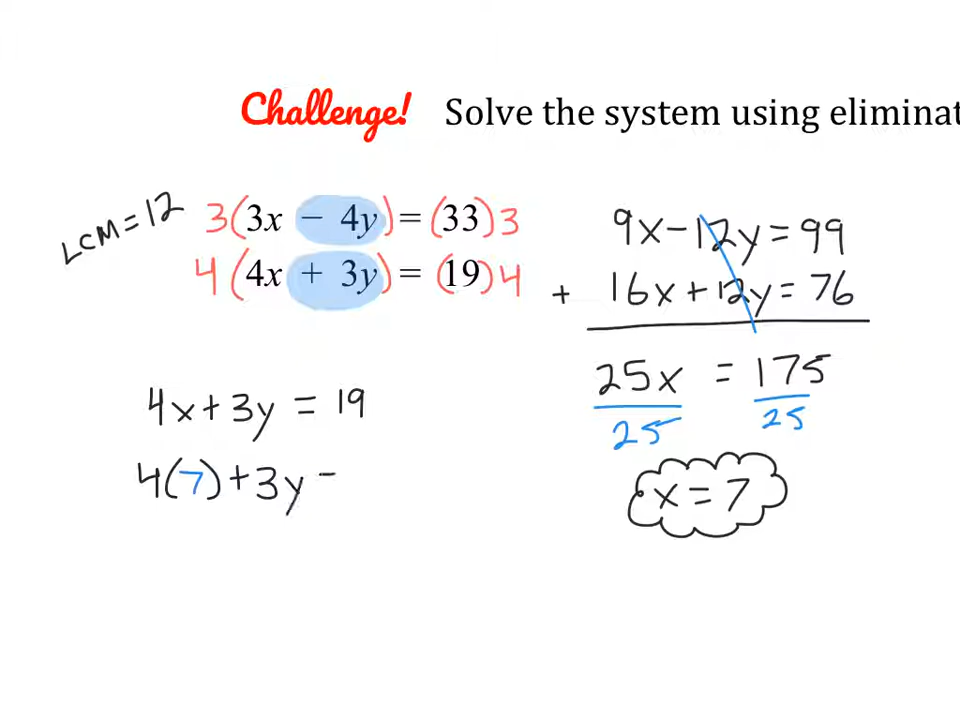 Challenge! Solve the system using eliminat
LCM = 12
3(3x − 4y) = (33)3
4(4x + 3y) = (19)4
9x − 12y = 99
+ 16x + 12y = 76
25x = 175
25 25
x = 7
4x + 3y = 19
4(7) + 3y -